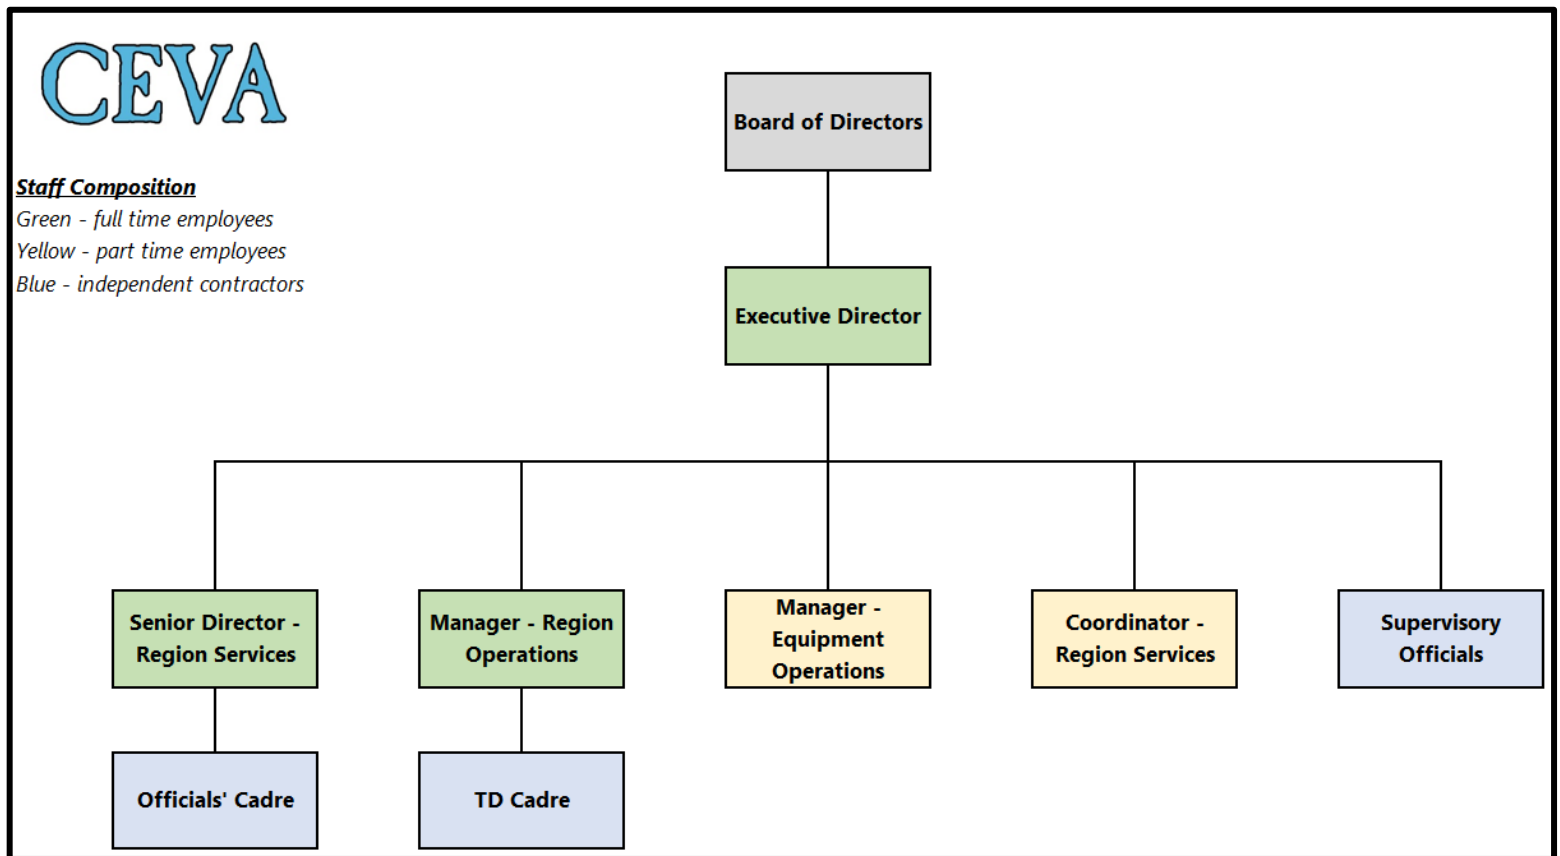 CEVA
Staff Composition
Green - full time employees
Yellow - part time employees
Blue - independent contractors
Board of Directors
Executive Director
Senior Director -
Region Services
Manager - Region
Operations
Manager -
Equipment
Operations
Coordinator -
Region Services
Supervisory
Officials
Officials' Cadre
TD Cadre